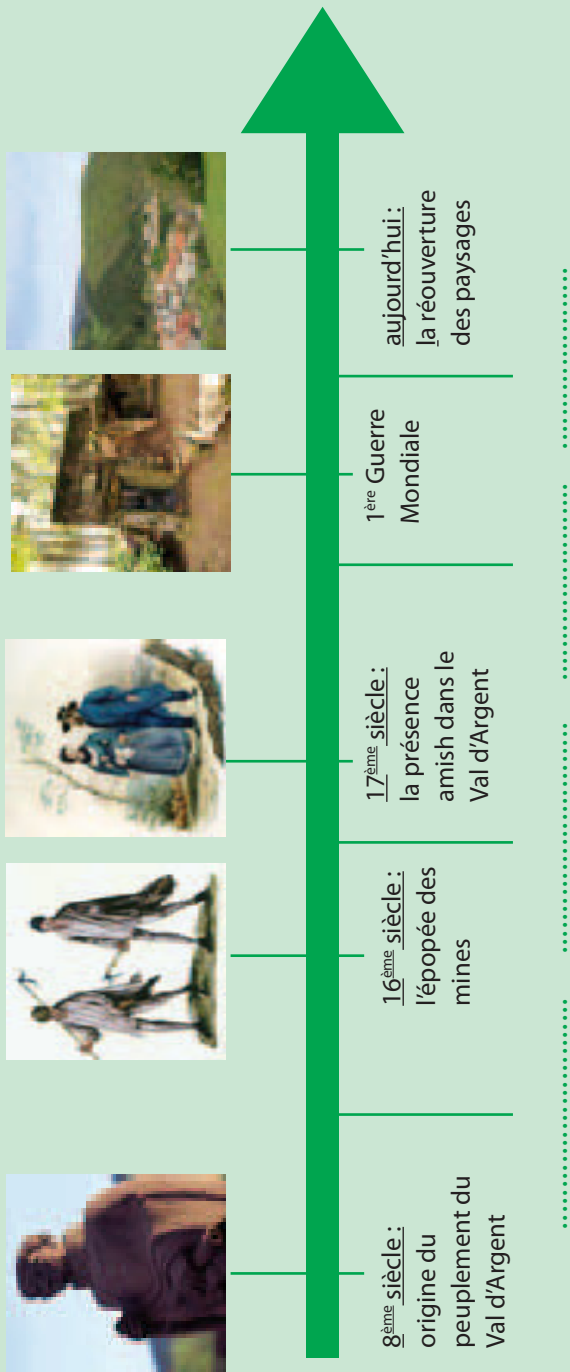 8ème siècle :
origine du
peuplement du
Val d'Argent
16ème siècle :
l'épopée des
mines
17ème siècle :
la présence
amish dans le
Val d'Argent
1ère Guerre
Mondiale
aujourd'hui :
la réouverture
des paysages